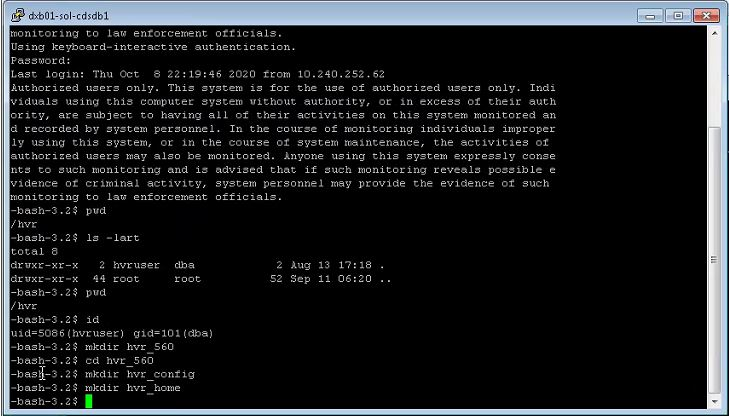 dxb01-sol-cdsdb1
monitoring to law enforcement officials.
Using keyboard-interactive authentication.
Password:
Last login: Thu Oct  8 22:19:46 2020 from 10.240.252.62
Authorized users only. This system is for the use of authorized users only. Indi
viduals using this computer system without authority, or in excess of their auth
ority, are subject to having all of their activities on this system monitored an
d recorded by system personnel. In the course of monitoring individuals improper
ly using this system, or in the course of system maintenance, the activities of
authorized users may also be monitored. Anyone using this system expressly conse
nts to such monitoring and is advised that if such monitoring reveals possible e
vidence of criminal activity, system personnel may provide the evidence of such
monitoring to law enforcement officials.
-bash-3.2$ pwd
/hvr
-bash-3.2$ ls -lart
total 8
drwxr-xr-x   2 hvruser  dba            2 Aug 13 17:18 .
drwxr-xr-x  44 root     root          52 Sep 11 06:20 ..
-bash-3.2$ pwd
/hvr
-bash-3.2$ id
uid=5086(hvruser) gid=101(dba)
-bash-3.2$ mkdir hvr_560
-bash-3.2$ cd hvr_560
-bash-3.2$ mkdir hvr_config
-bash-3.2$ mkdir hvr_home
-bash-3.2$